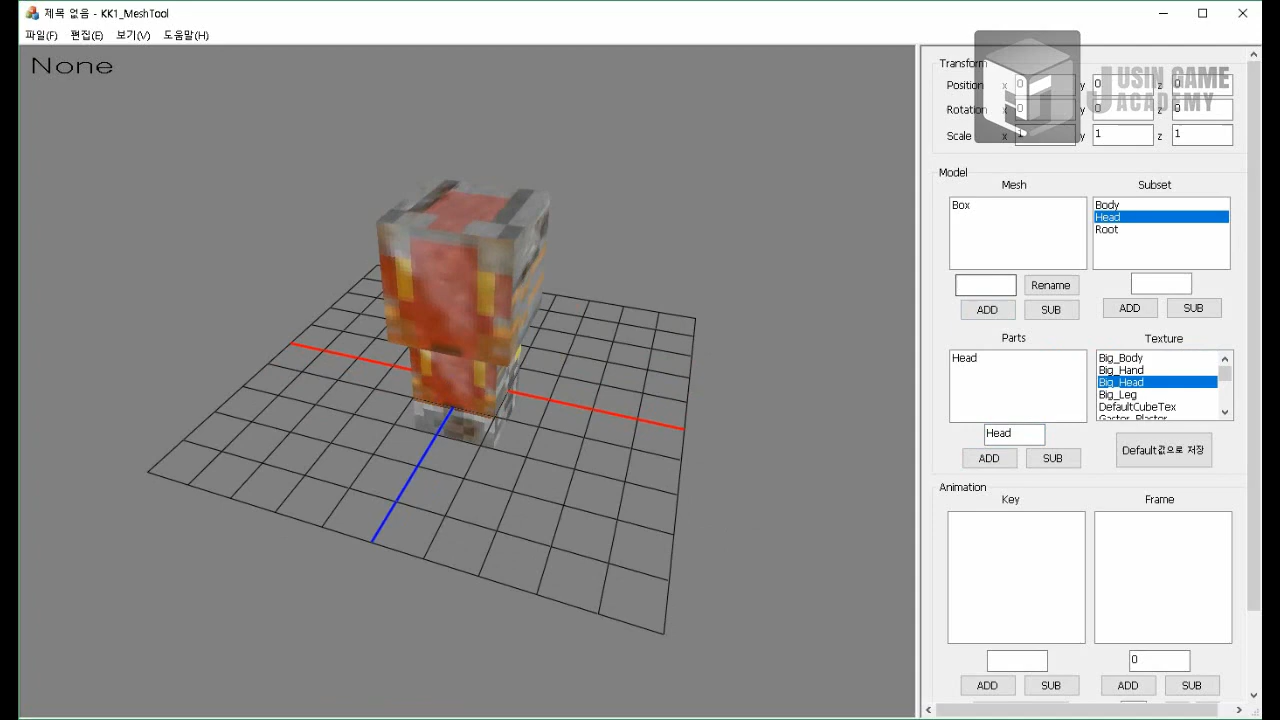 제목 없음 - KK1_MeshTool
파일(F) 편집(E) 보기(V) 도움말(H)
None
JUSIN GAME
ACADEMY
Transform
Position x 0 y 0 z 0
Rotation x 0 y 0 z 0
Scale x 1 y 1 z 1
Model
Mesh Subset
Box
Body
Head
Root
Rename
ADD SUB ADD SUB
Parts Texture
Head
Big_Body
Big_Hand
Big_Head
Big_Leg
DefaultCubeTex
Gaster_Blaster
Head
ADD SUB
Default값으로 저장
Animation
Key Frame
0
ADD SUB ADD SUB